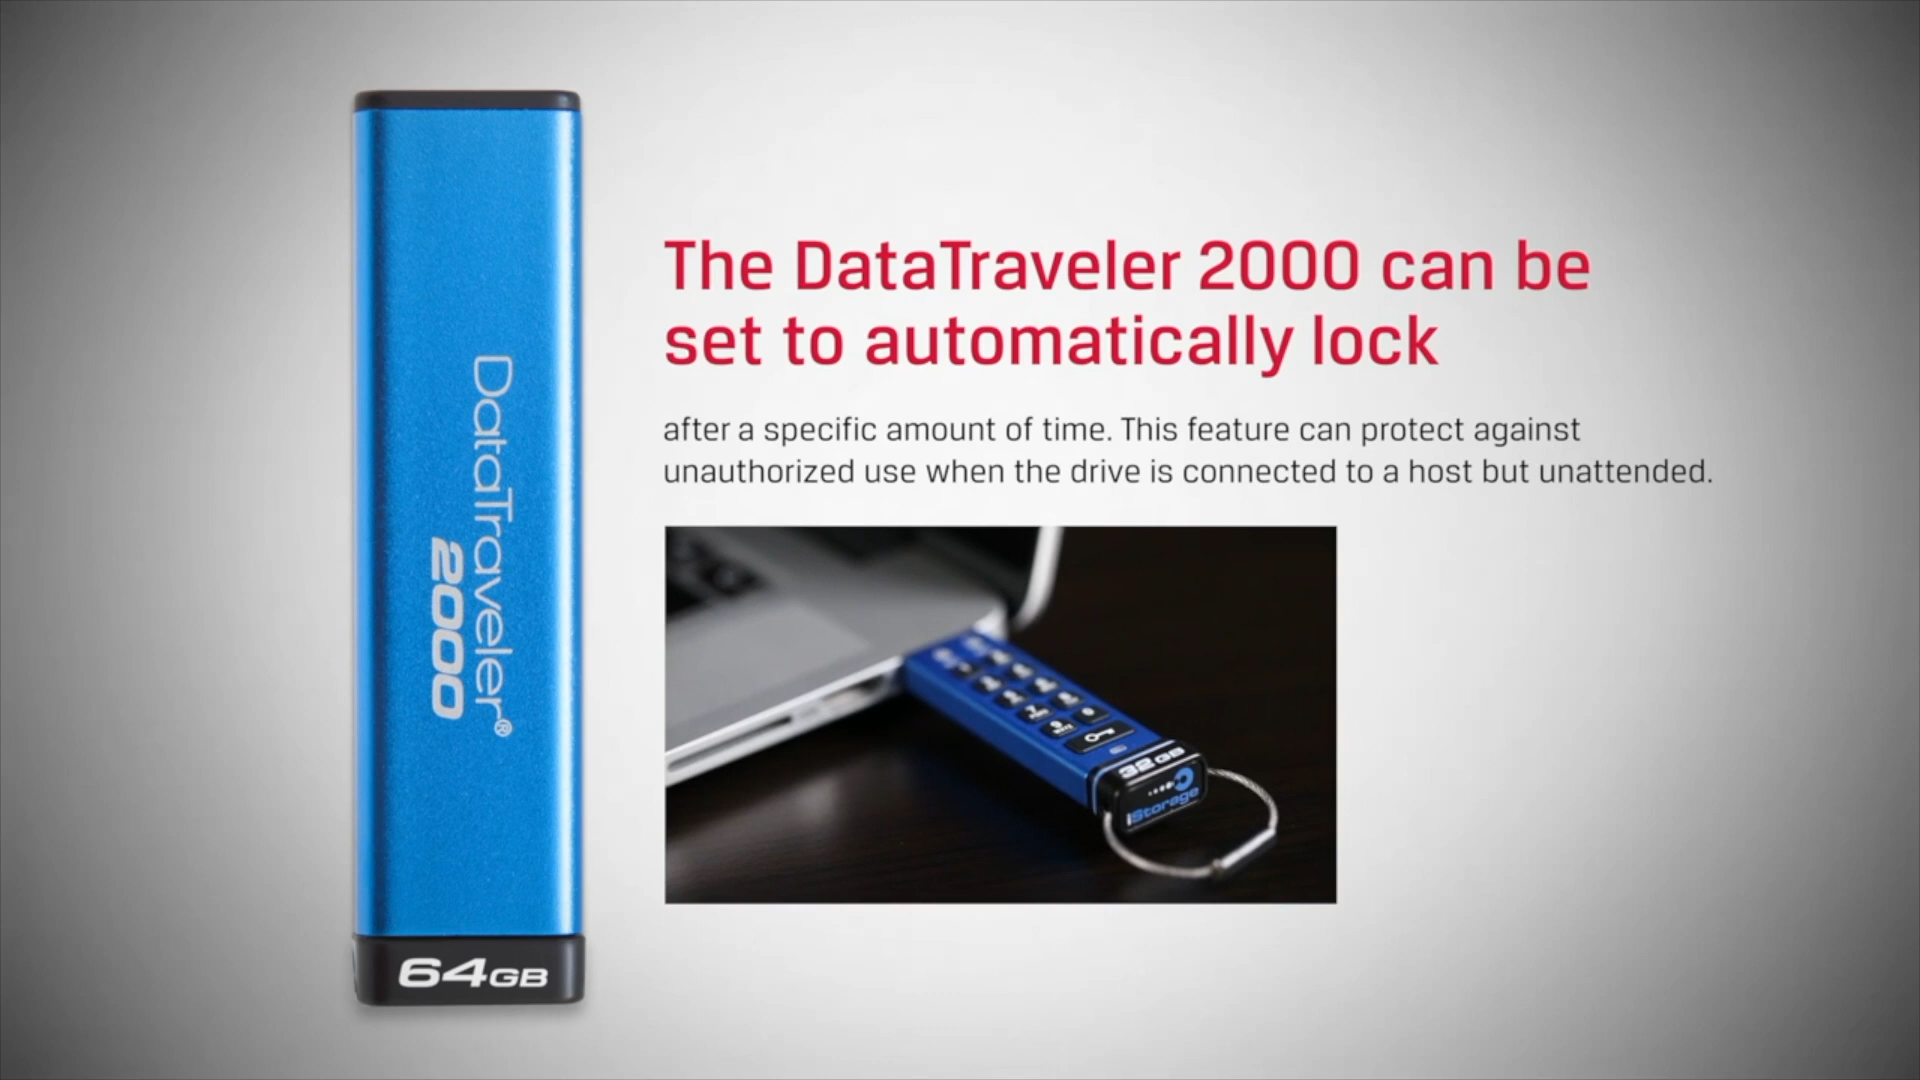 DataTraveler®
2000
64GB
The DataTraveler 2000 can be
set to automatically lock
after a specific amount of time. This feature can protect against
unauthorized use when the drive is connected to a host but unattended.
32GB
iStorage